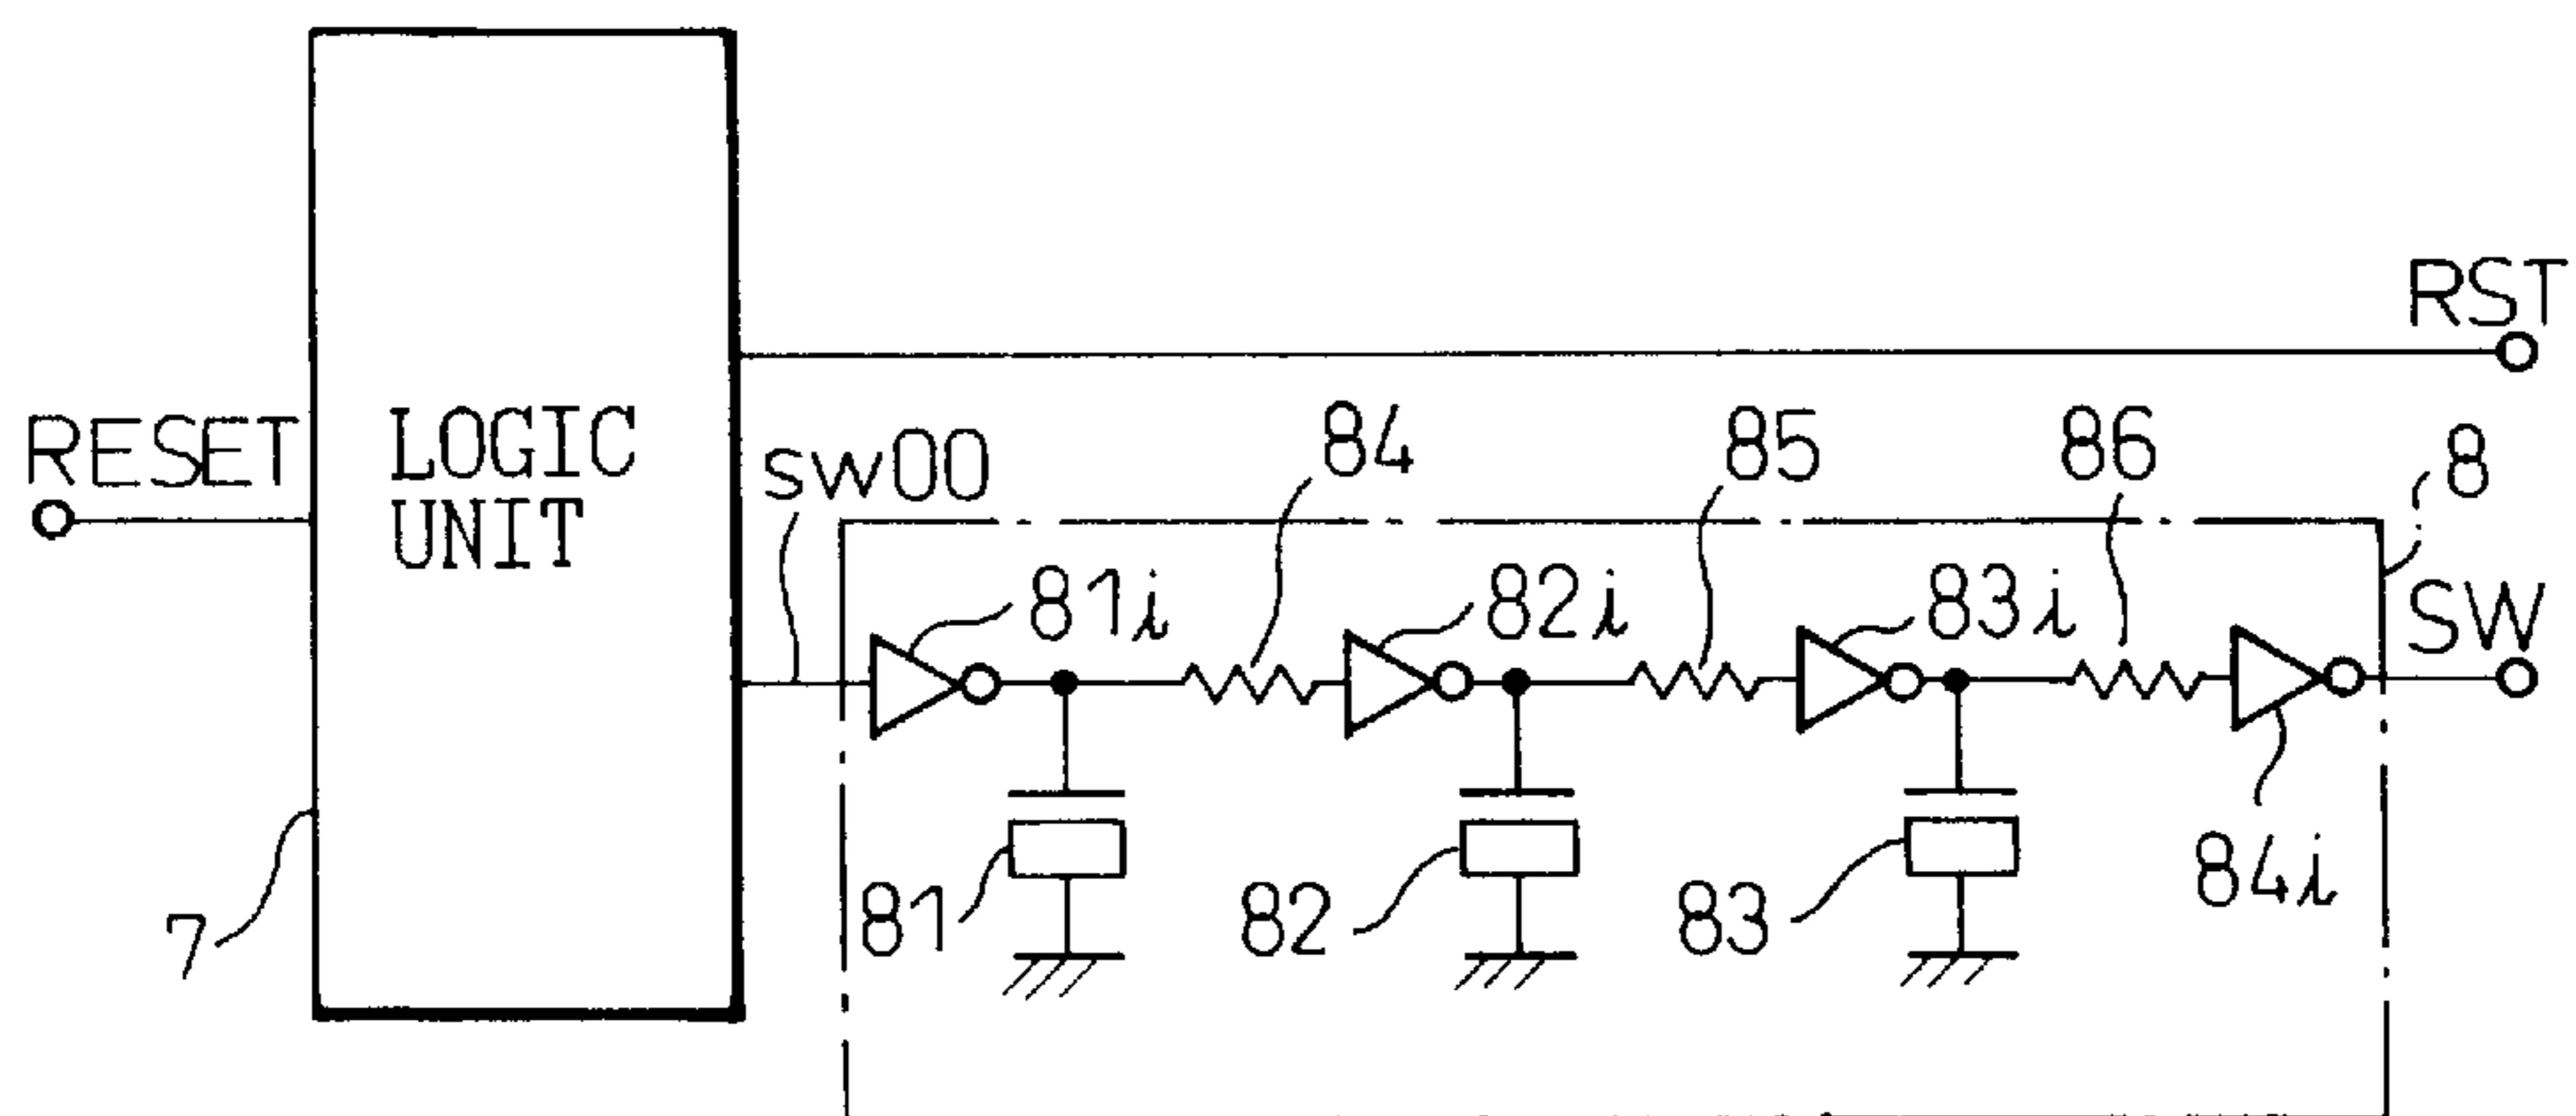 RST
RESET
LOGIC
UNIT
sw00
84
85
86
8
81i
82i
83i
SW
81
82
83
84i
7